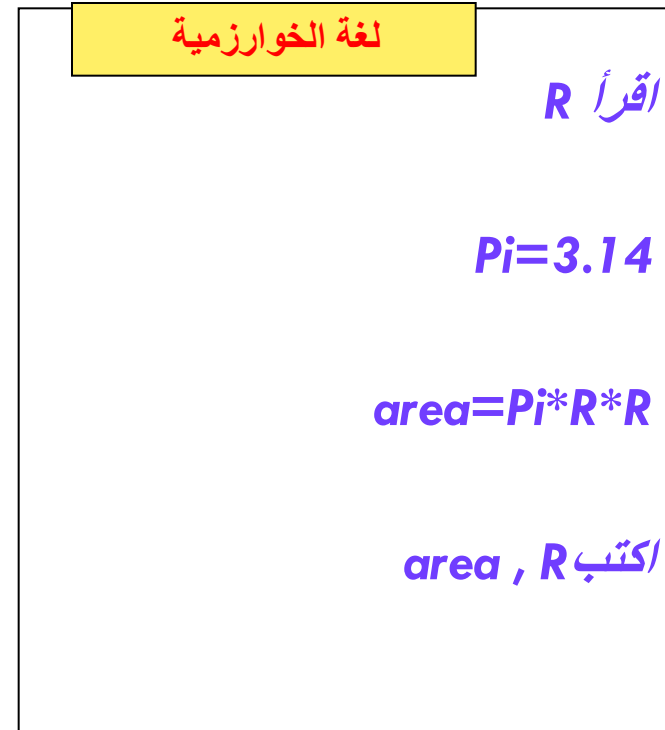 لغة الخوارزمية
اقرأ R
Pi=3.14
area=Pi*R*R
اكتب area , R